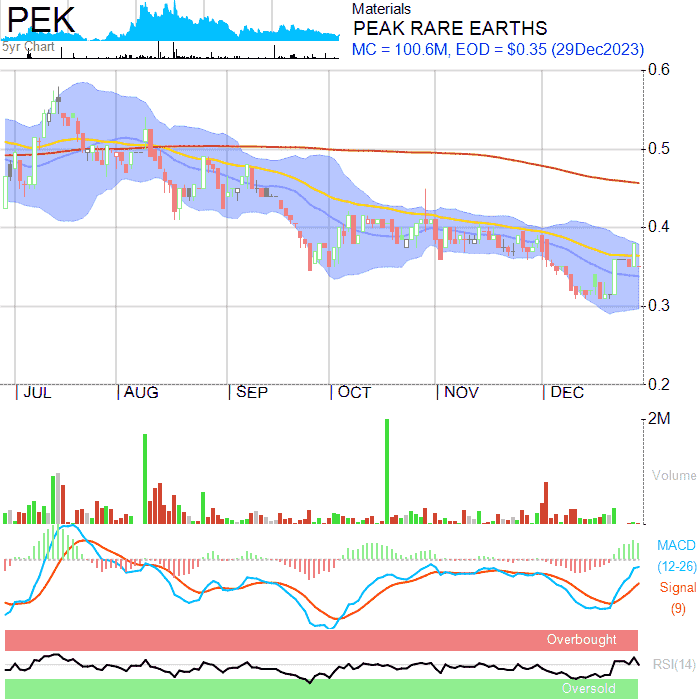 PEK
5yr Chart
Materials
PEAK RARE EARTHS
MC = 100.6M, EOD = $0.35 (29Dec2023)
0.6
0.5
0.4
0.3
0.2
JUL AUG SEP OCT NOV DEC
2M
Volume
MACD
(12-26)
Signal
(9)
Overbought
RSI(14)
Oversold